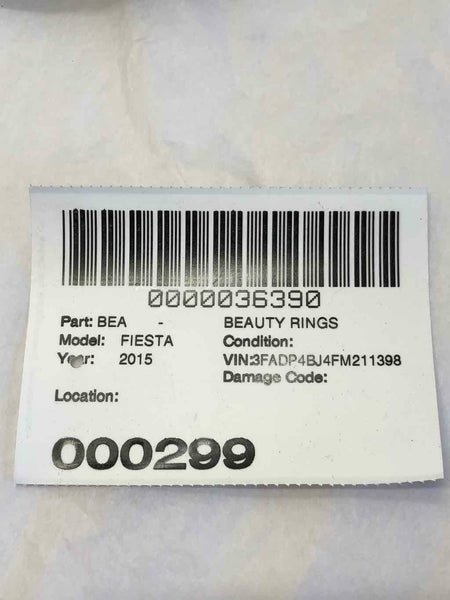 0000036390
Part: BEA - BEAUTY RINGS
Model: FIESTA Condition:
Year: 2015 VIN:3FADP4BJ4FM211398
Damage Code:
Location:
000299